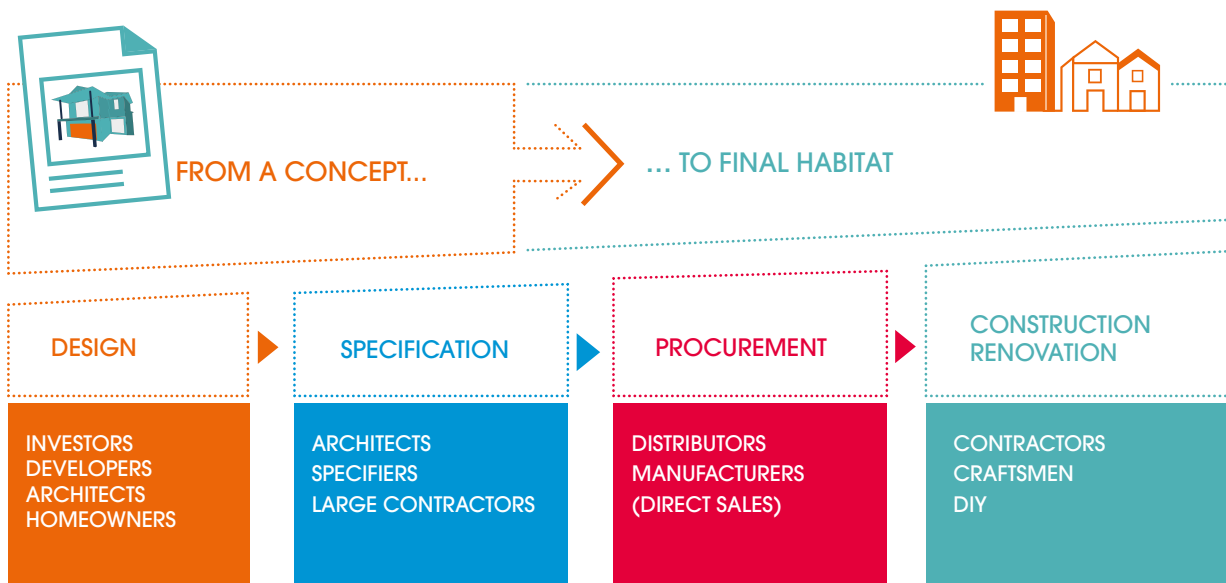 FROM A CONCEPT...
... TO FINAL HABITAT
DESIGN
SPECIFICATION
PROCUREMENT
CONSTRUCTION
RENOVATION
INVESTORS
DEVELOPERS
ARCHITECTS
HOMEOWNERS
ARCHITECTS
SPECIFIERS
LARGE CONTRACTORS
DISTRIBUTORS
MANUFACTURERS
(DIRECT SALES)
CONTRACTORS
CRAFTSMEN
DIY